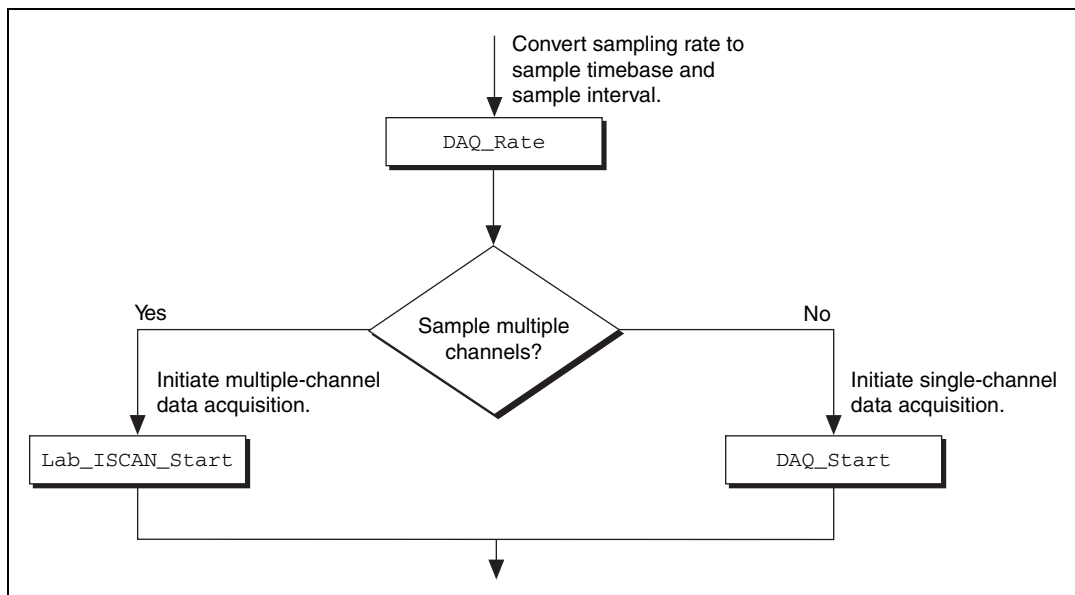 Convert sampling rate to
sample timebase and
sample interval.
DAQ_Rate
Yes
No
Sample multiple
channels?
Initiate multiple-channel
data acquisition.
Initiate single-channel
data acquisition.
Lab_ISCAN_Start
DAQ_Start